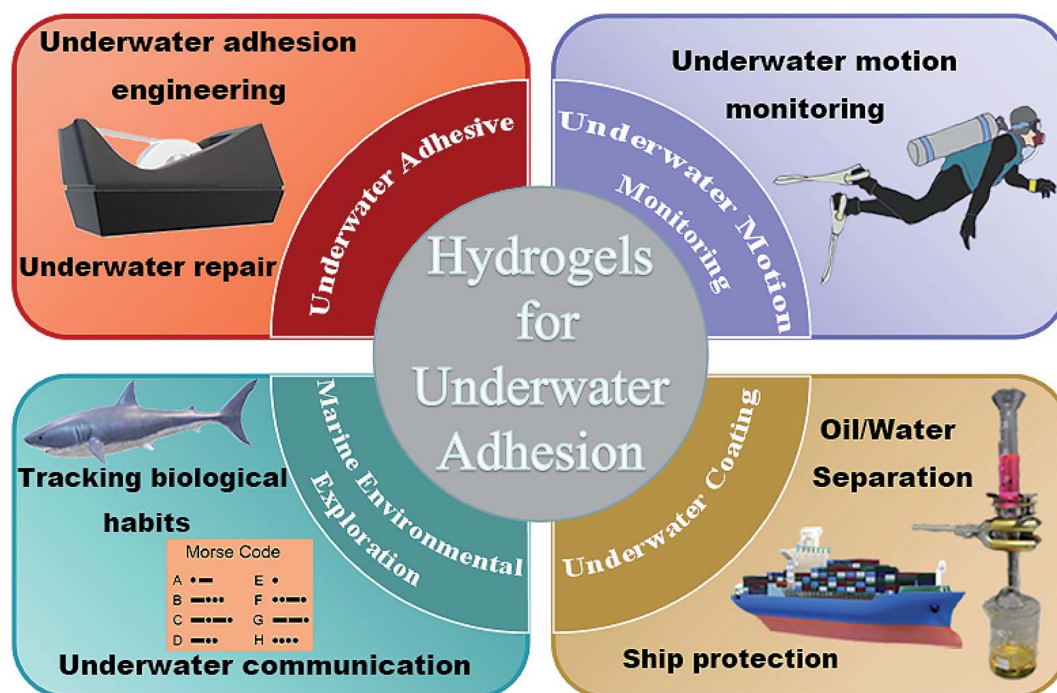 Underwater adhesion
engineering
Underwater repair
Underwater Adhesive
Underwater motion
monitoring
Underwater Motion
Monitoring
Hydrogels
for
Underwater
Adhesion
Tracking biological
habits
Morse Code
A •▬ E •
B ▬••• F ••▬•
C ▬•▬• G ▬▬•
D ▬•• H ••••
Underwater communication
Marine Environmental
Exploration
Underwater Coating
Oil/Water
Separation
Ship protection